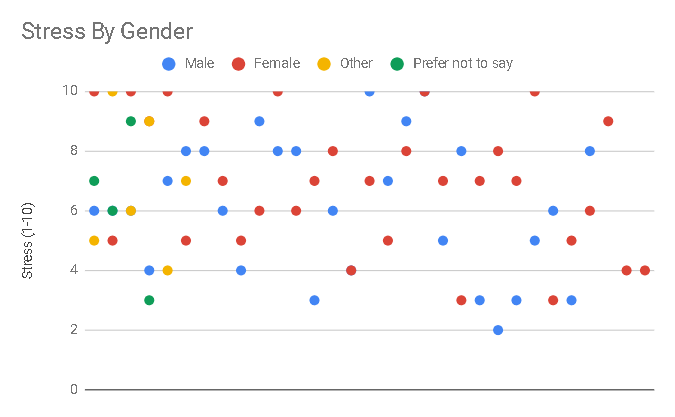 Stress By Gender
Male Female Other Prefer not to say
10
8
6
4
2
0
Stress (1-10)